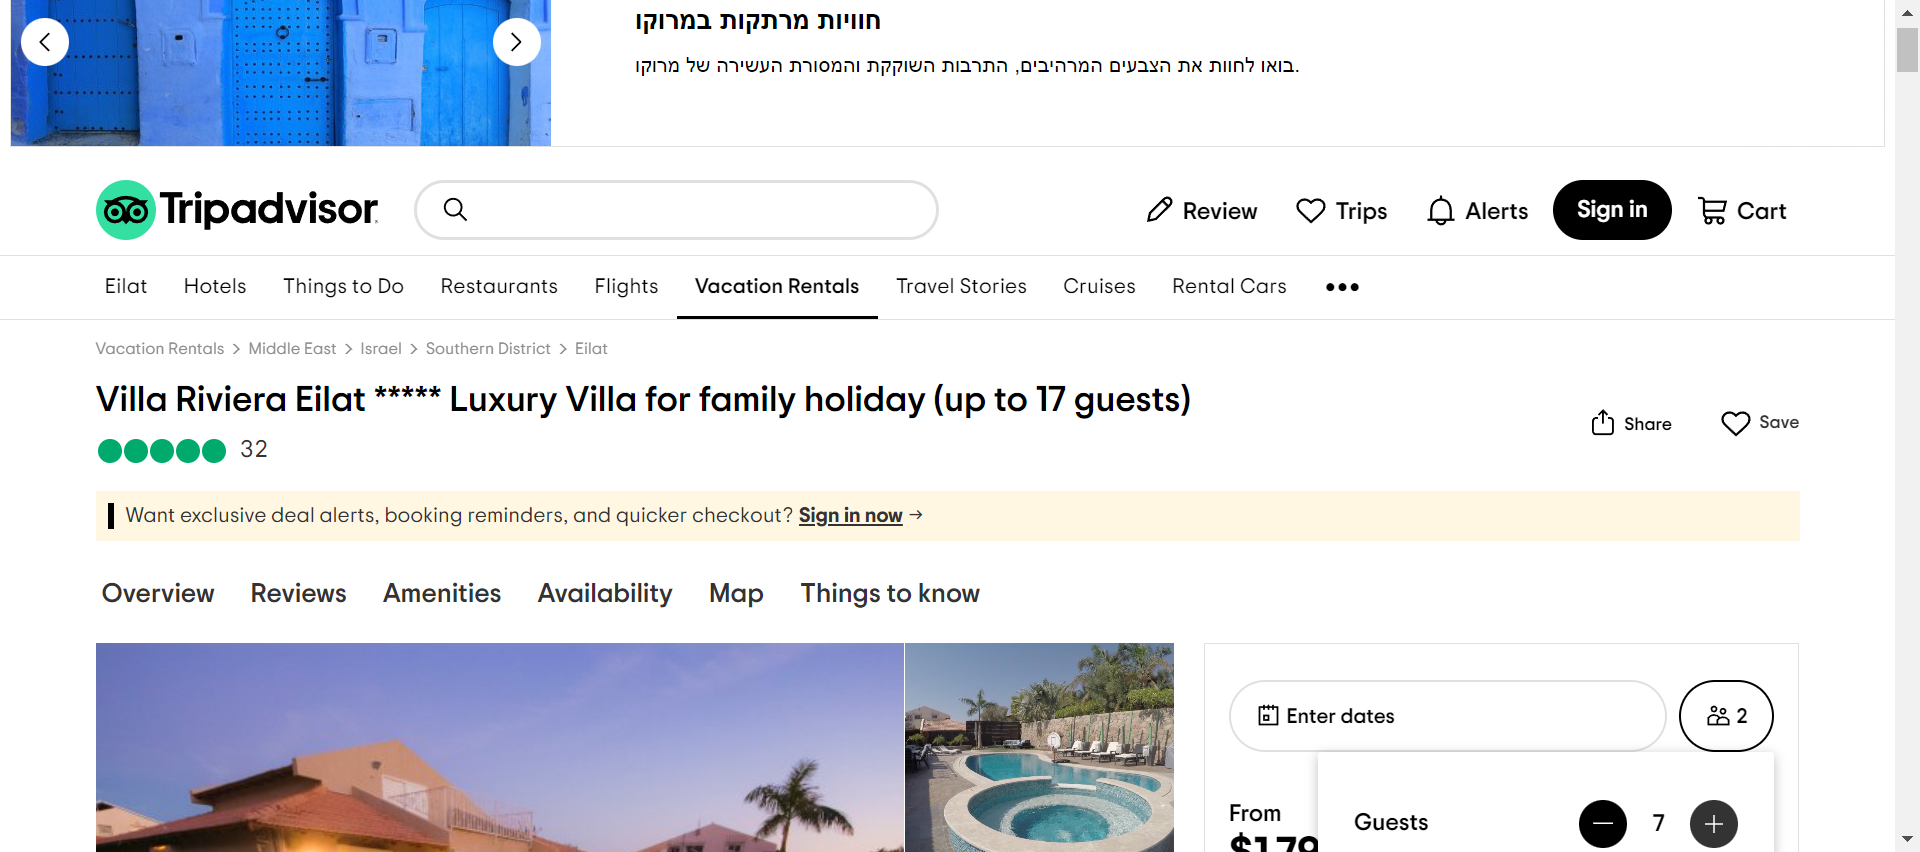 חוויות מרתקות במרוקו
בואו לחוות את הצבעים המרהיבים, התרבות השוקקת והמסורת העשירה של מרוקו.
Tripadvisor
Review
Trips
Alerts
Sign in
Cart
Eilat
Hotels
Things to Do
Restaurants
Flights
Vacation Rentals
Travel Stories
Cruises
Rental Cars
Vacation Rentals > Middle East > Israel > Southern District > Eilat
Villa Riviera Eilat ***** Luxury Villa for family holiday (up to 17 guests)
32
Share
Save
Want exclusive deal alerts, booking reminders, and quicker checkout? Sign in now →
Overview
Reviews
Amenities
Availability
Map
Things to know
Enter dates
2
From
$1,79
Guests
7